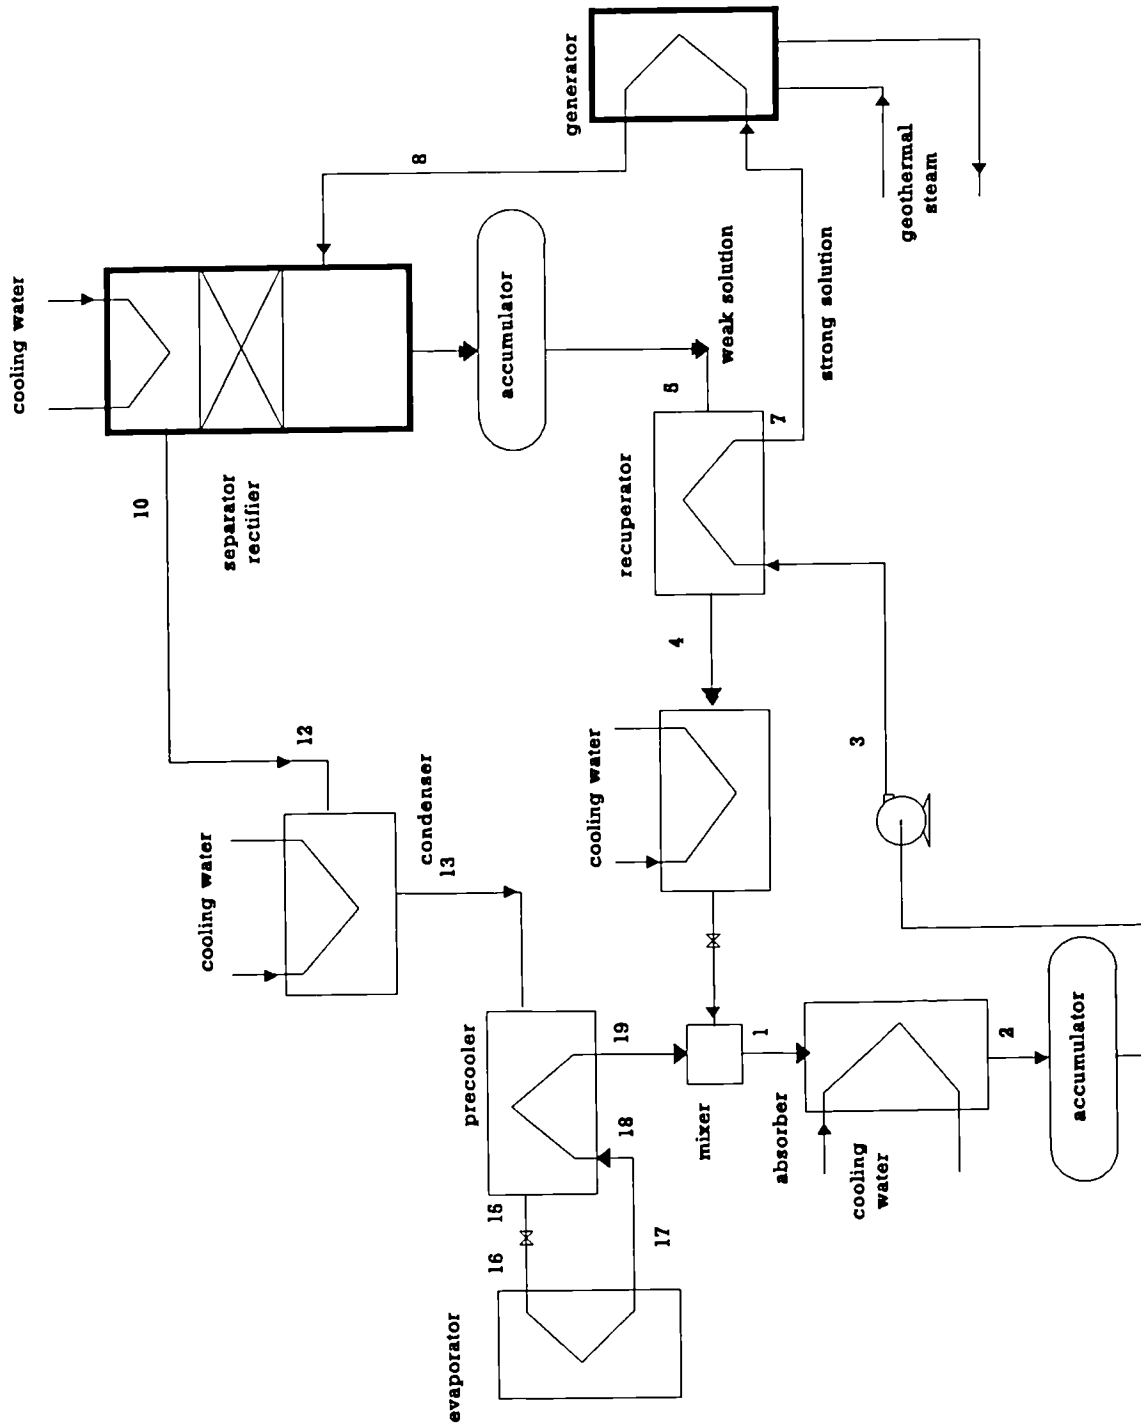 evaporator
16
15
17
18
precooler
19
cooling water
condenser
13
12
10
separator
rectifier
cooling water
accumulator
8
generator
geothermal
steam
mixer
1
cooling water
4
recuperator
6
weak solution
7
strong solution
absorber
cooling
water
2
accumulator
3